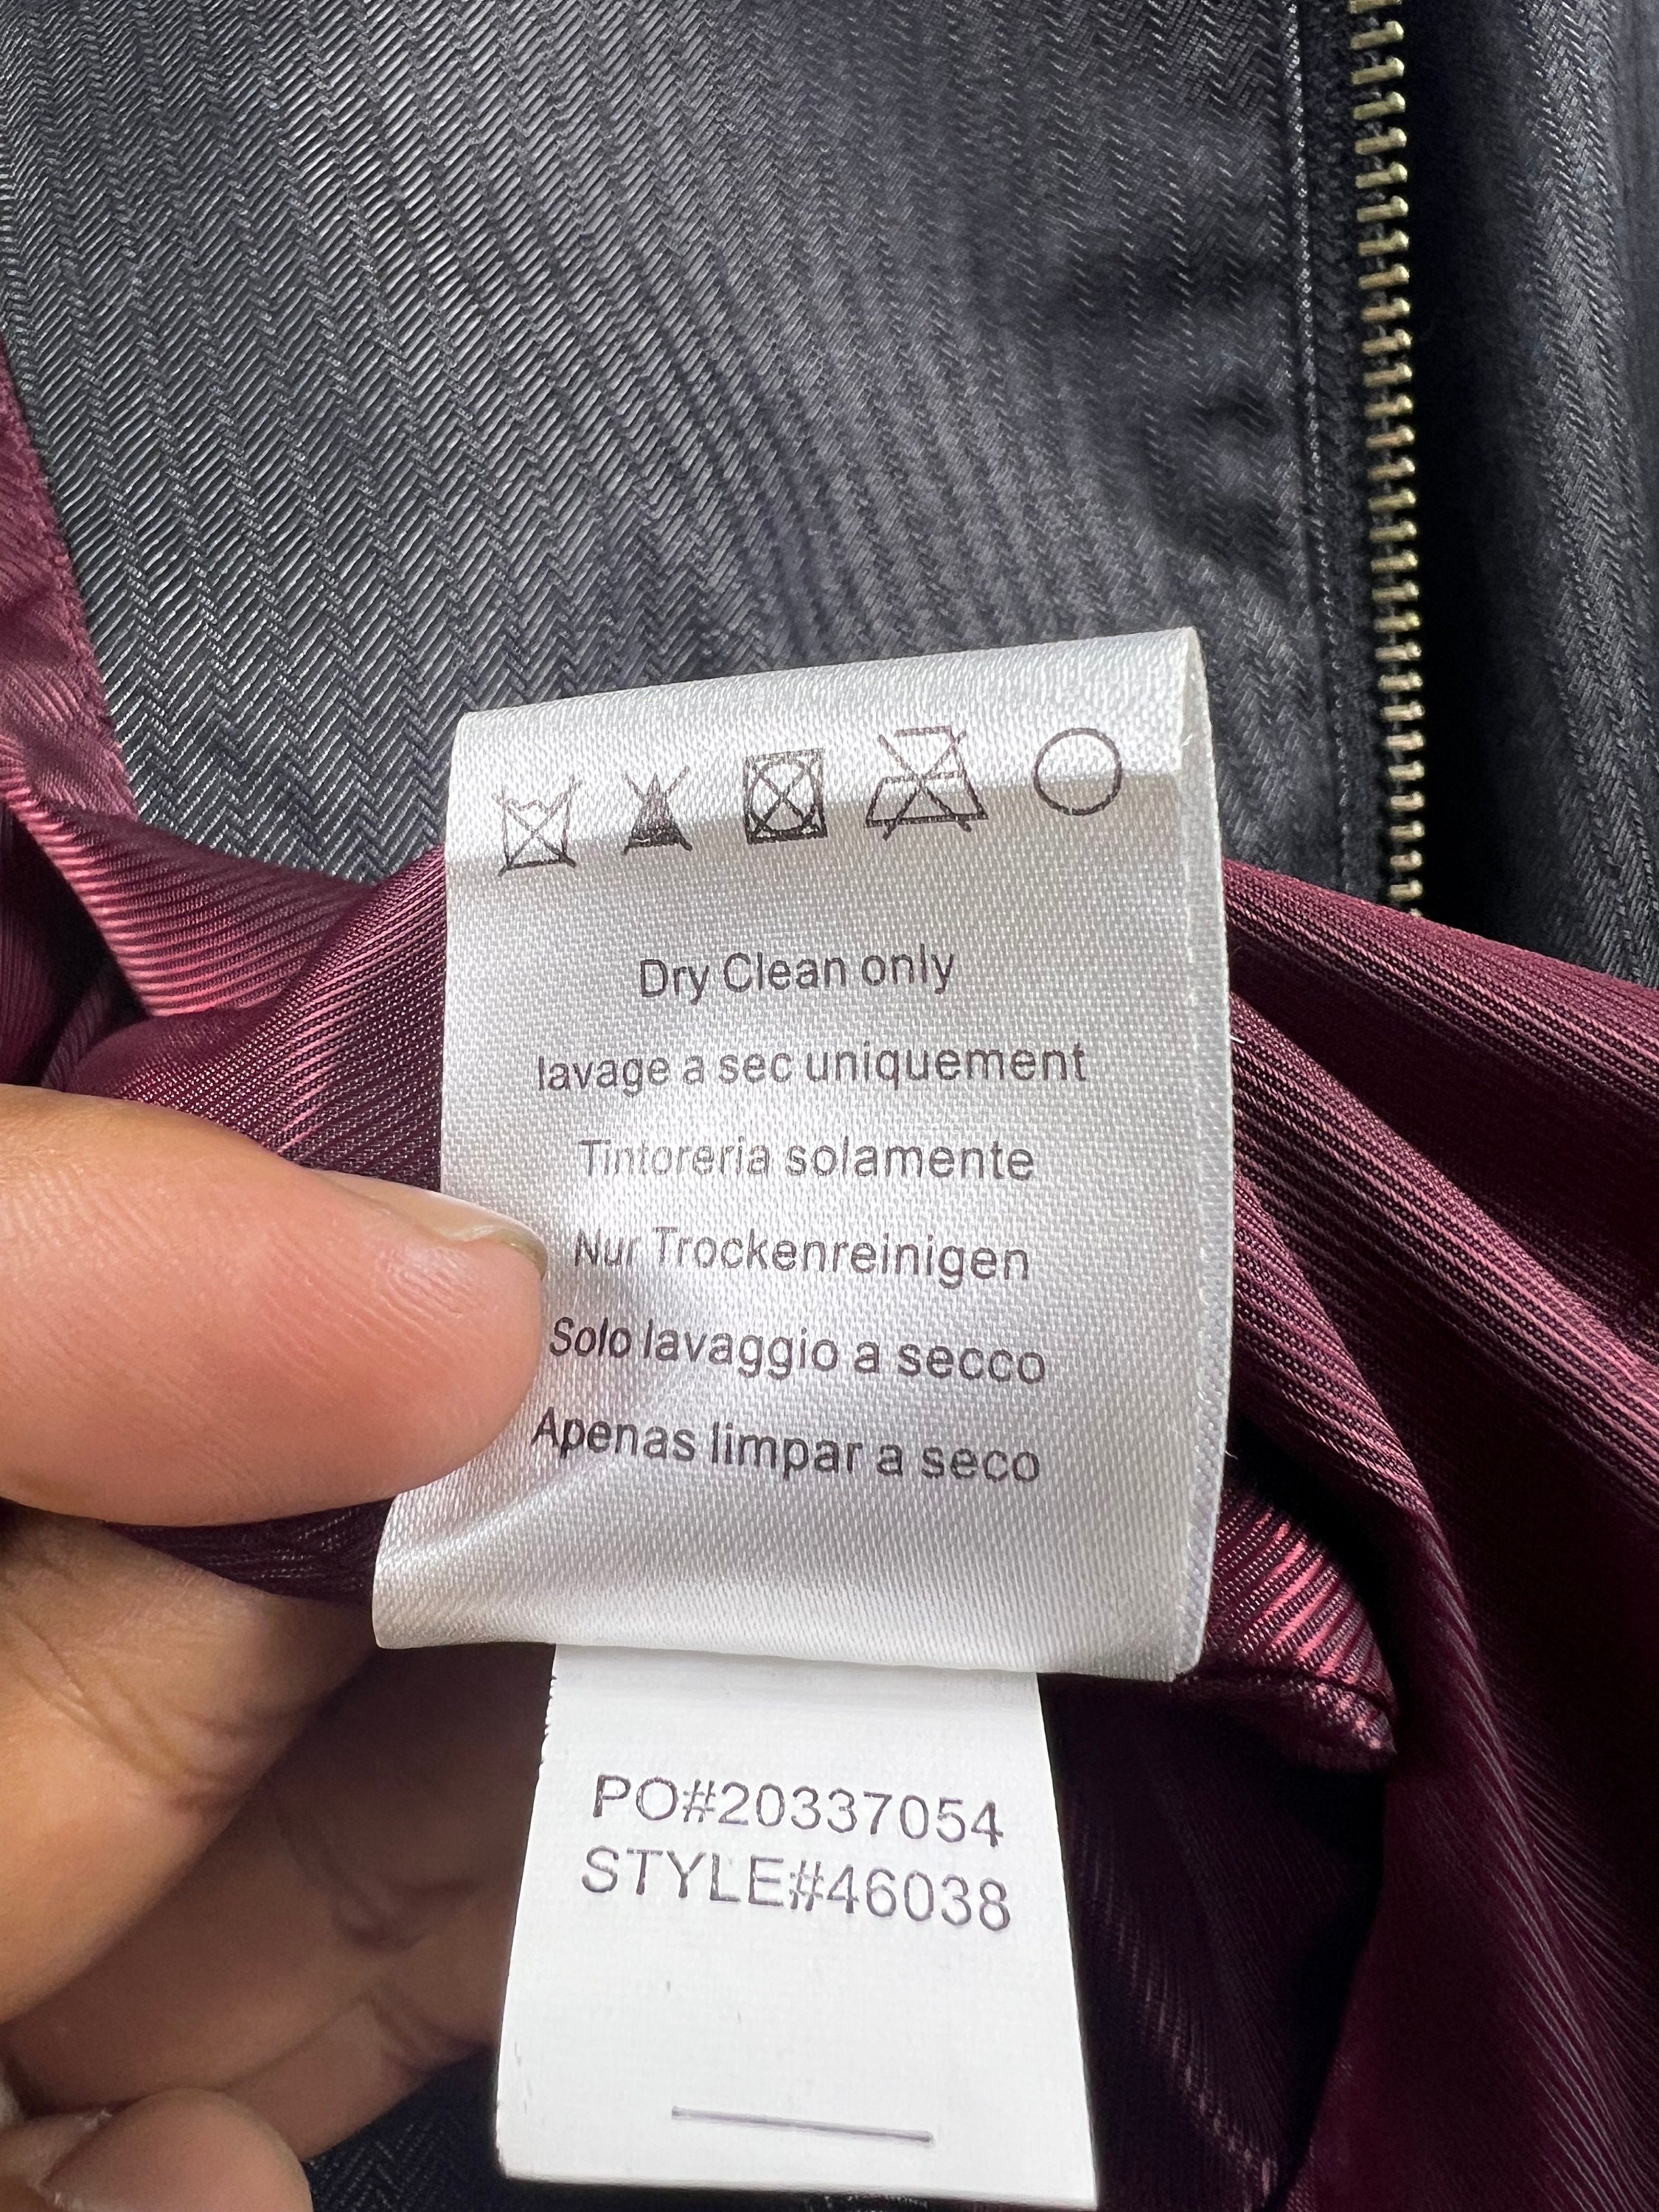 Dry Clean only
lavage a sec uniquement
Tintoreria solamente
Nur Trockenreinigen
Solo lavaggio a secco
Apenas limpar a seco
PO#20337054
STYLE#46038